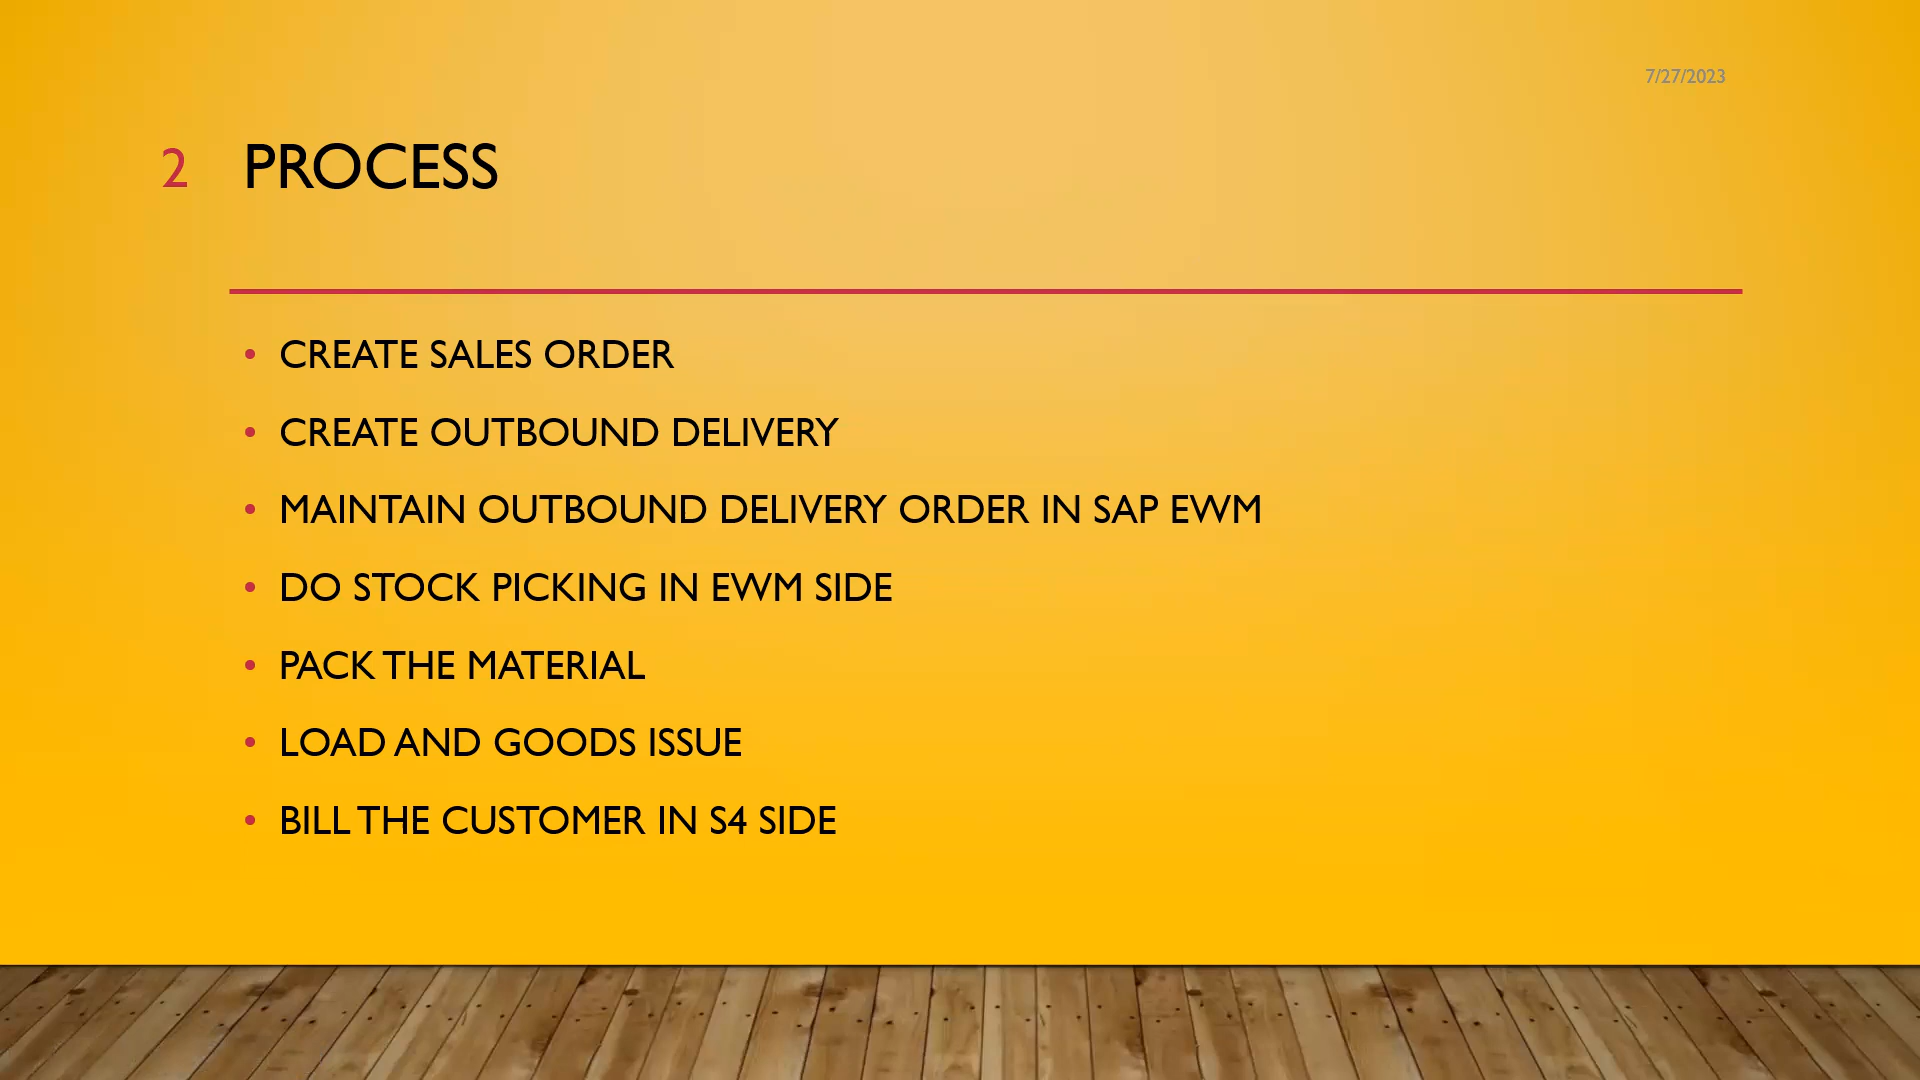 7/27/2023
2 PROCESS
• CREATE SALES ORDER
• CREATE OUTBOUND DELIVERY
• MAINTAIN OUTBOUND DELIVERY ORDER IN SAP EWM
• DO STOCK PICKING IN EWM SIDE
• PACK THE MATERIAL
• LOAD AND GOODS ISSUE
• BILL THE CUSTOMER IN S4 SIDE